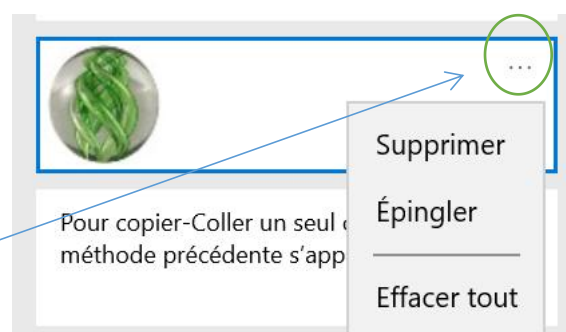 ...
Supprimer
Épingler
Pour copier-Coller un seul
méthode précédente s'app
Effacer tout